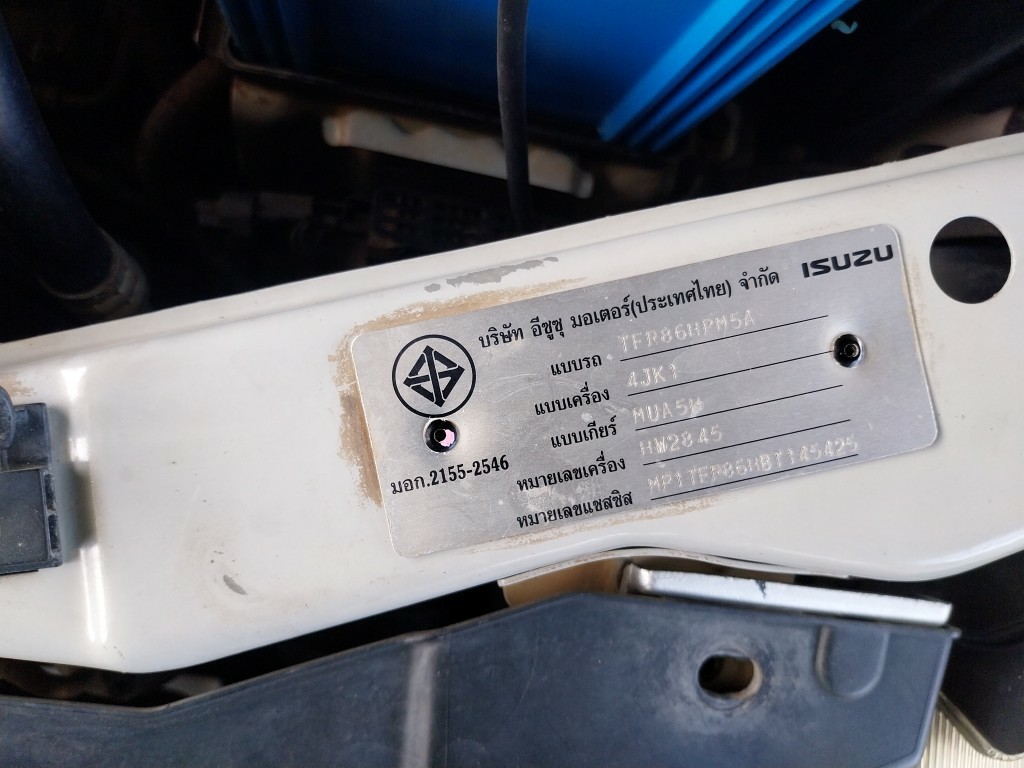 บริษัท อีซูซุ มอเตอร์(ประเทศไทย) จำกัด ISUZU
แบบรถ TFR86HPM5A
แบบเครื่อง 4JK1
แบบเกียร์ MUA5H
หมายเลขเครื่อง HW2845
หมายเลขแชสซิส MP1TFR86HBT145425
มอก.2155-2546